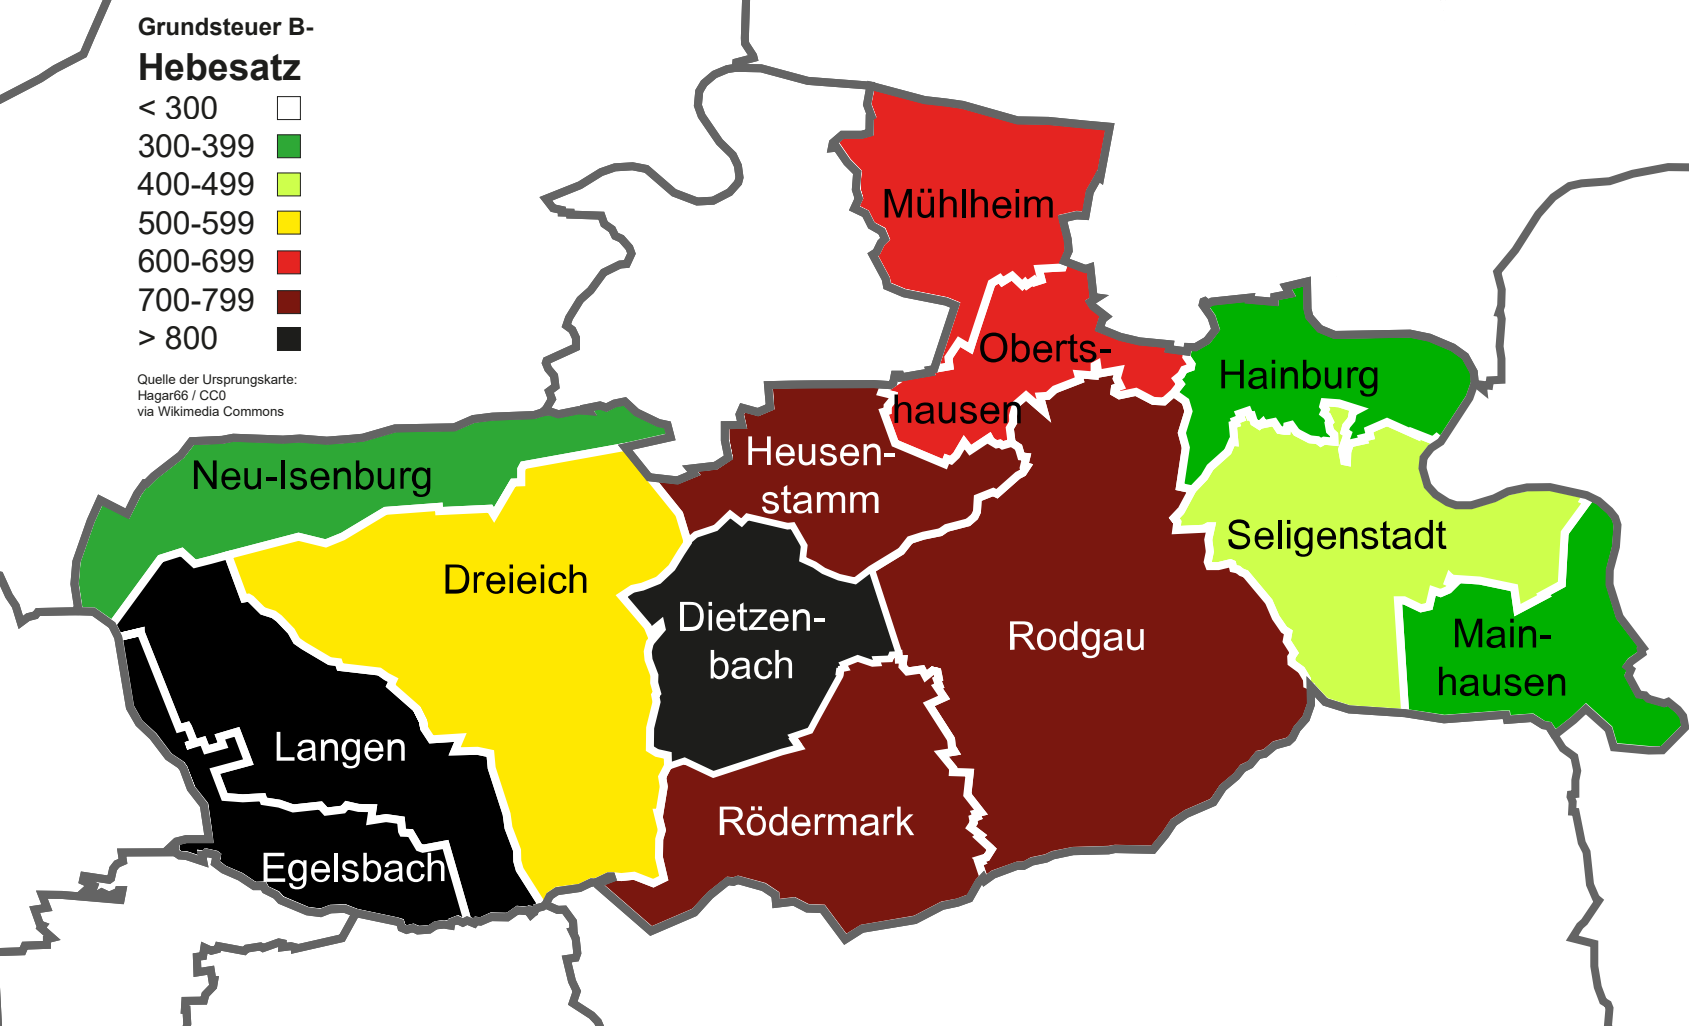 Grundsteuer B-
Hebesatz
< 300
300-399
400-499
500-599
600-699
700-799
> 800
Quelle der Ursprungskarte:
Hagar66 / CC0
via Wikimedia Commons
Mühlheim
Oberts-
hausen
Hainburg
Heusen-
stamm
Neu-Isenburg
Seligenstadt
Dreieich
Dietzen-
bach
Rodgau
Main-
hausen
Langen
Rödermark
Egelsbach